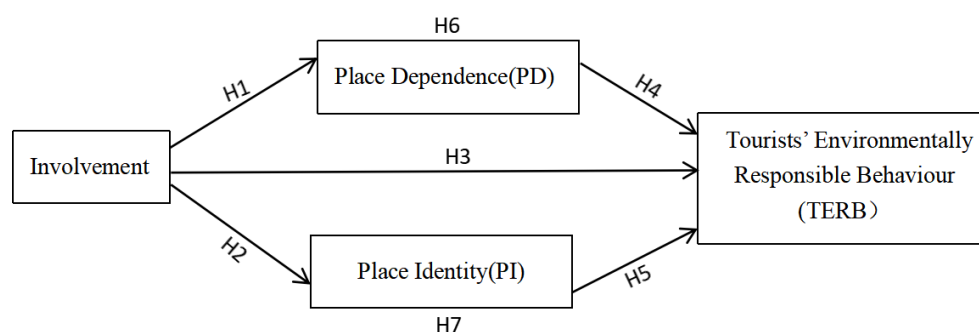 H6
Place Dependence(PD)
H1
H4
Involvement
H3
Tourists’ Environmentally
Responsible Behaviour
(TERB）
H2
Place Identity(PI)
H5
H7